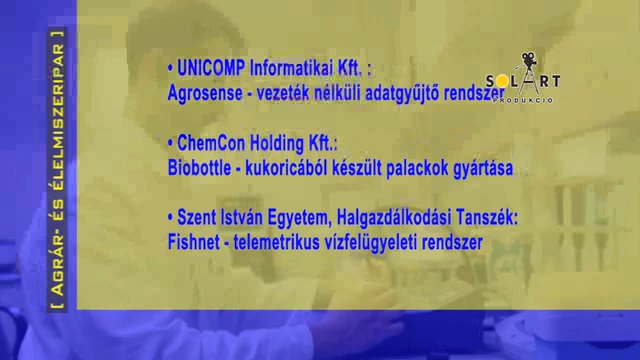 [ AGRÁR- ÉS ÉLELMISZERIPAR ]
• UNICOMP Informatikai Kft. :
Agrosense - vezeték nélküli adatgyűjtő rendszer
• ChemCon Holding Kft.:
Biobottle - kukoricából készült palackok gyártása
• Szent István Egyetem, Halgazdálkodási Tanszék:
Fishnet - telemetrikus vízfelügyeleti rendszer
SOLART
PRODUKCIO